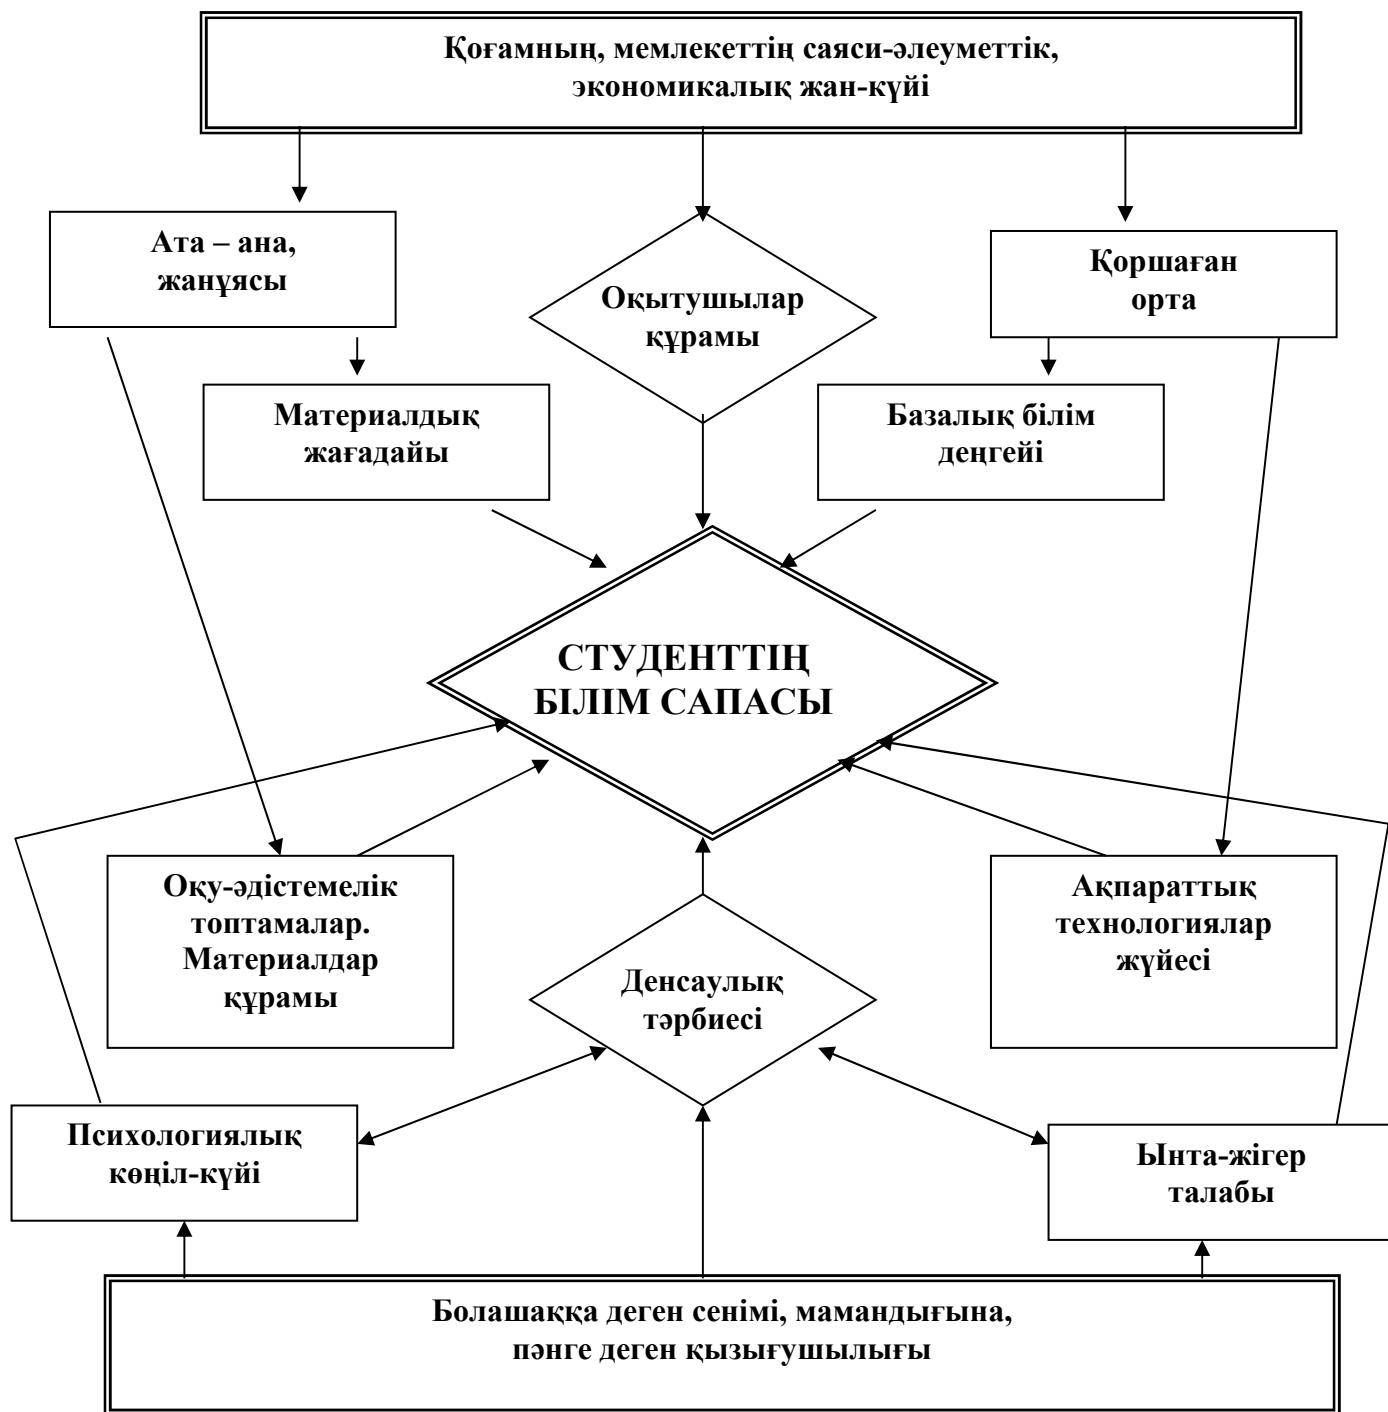 Қоғамның, мемлекеттің саяси-әлеуметтік,
экономикалық жан-күйі
Ата – ана,
жанұясы
Оқытушылар
құрамы
Қоршаған
орта
Материалдық
жағадайы
Базалық білім
деңгейі
СТУДЕНТТІҢ
БІЛІМ САПАСЫ
Оқу-әдістемелік
топтамалар.
Материалдар
құрамы
Денсаулық
тәрбиесі
Ақпараттық
технологиялар
жүйесі
Психологиялық
көңіл-күйі
Ынта-жігер
талабы
Болашаққа деген сенімі, мамандығына,
пәнге деген қызығушылығы